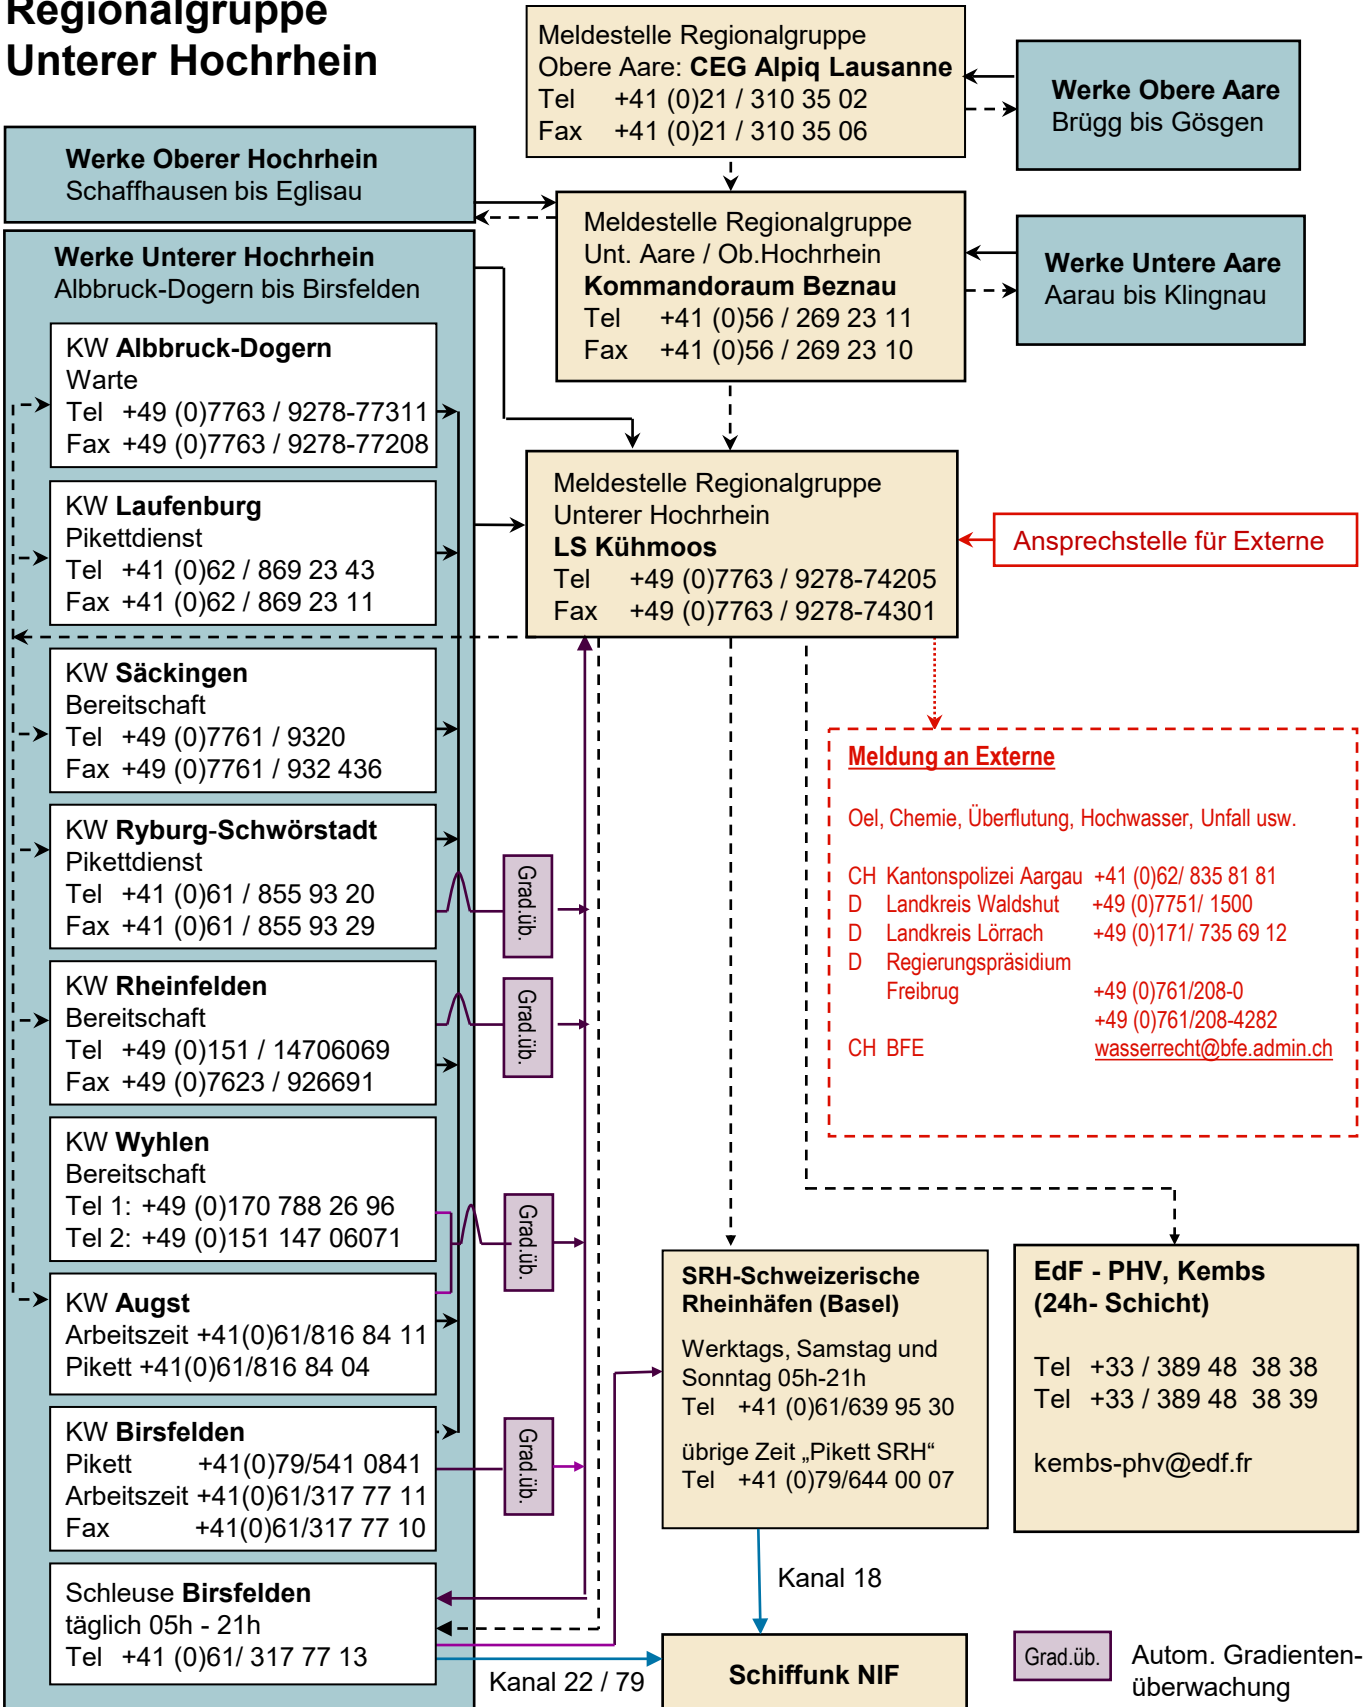 Regionalgruppe
Unterer Hochrhein
Meldestelle Regionalgruppe
Obere Aare: CEG Alpiq Lausanne
Tel +41 (0)21 / 310 35 02
Fax +41 (0)21 / 310 35 06
Werke Obere Aare
Brügg bis Gösgen
Werke Oberer Hochrhein
Schaffhausen bis Eglisau
Meldestelle Regionalgruppe
Unt. Aare / Ob.Hochrhein
Kommandoraum Beznau
Tel +41 (0)56 / 269 23 11
Fax +41 (0)56 / 269 23 10
Werke Untere Aare
Aarau bis Klingnau
Werke Unterer Hochrhein
Albbruck-Dogern bis Birsfelden
KW Albbruck-Dogern
Warte
Tel +49 (0)7763 / 9278-77311
Fax +49 (0)7763 / 9278-77208
KW Laufenburg
Pikettdienst
Tel +41 (0)62 / 869 23 43
Fax +41 (0)62 / 869 23 11
Meldestelle Regionalgruppe
Unterer Hochrhein
LS Kühmoos
Tel +49 (0)7763 / 9278-74205
Fax +49 (0)7763 / 9278-74301
Ansprechstelle für Externe
KW Säckingen
Bereitschaft
Tel +49 (0)7761 / 9320
Fax +49 (0)7761 / 932 436
KW Ryburg-Schwörstadt
Pikettdienst
Tel +41 (0)61 / 855 93 20
Fax +41 (0)61 / 855 93 29
Grad.üb.
KW Rheinfelden
Bereitschaft
Tel +49 (0)151 / 14706069
Fax +49 (0)7623 / 926691
Grad.üb.
KW Wyhlen
Bereitschaft
Tel 1: +49 (0)170 788 26 96
Tel 2: +49 (0)151 147 06071
Grad.üb.
KW Augst
Arbeitszeit +41(0)61/816 84 11
Pikett +41(0)61/816 84 04
KW Birsfelden
Pikett +41(0)79/541 0841
Arbeitszeit +41(0)61/317 77 11
Fax +41(0)61/317 77 10
Grad.üb.
Schleuse Birsfelden
täglich 05h - 21h
Tel +41 (0)61/ 317 77 13
Meldung an Externe
Oel, Chemie, Überflutung, Hochwasser, Unfall usw.
CH Kantonspolizei Aargau +41 (0)62/ 835 81 81
D Landkreis Waldshut +49 (0)7751/ 1500
D Landkreis Lörrach +49 (0)171/ 735 69 12
D Regierungspräsidium
Freibrug +49 (0)761/208-0
+49 (0)761/208-4282
CH BFE wasserrecht@bfe.admin.ch
SRH-Schweizerische
Rheinhäfen (Basel)
Werktags, Samstag und
Sonntag 05h-21h
Tel +41 (0)61/639 95 30
übrige Zeit „Pikett SRH“
Tel +41 (0)79/644 00 07
EdF - PHV, Kembs
(24h- Schicht)
Tel +33 / 389 48 38 38
Tel +33 / 389 48 38 39
kembs-phv@edf.fr
Kanal 18
Kanal 22 / 79
Schiffunk NIF
Grad.üb.
Autom. Gradienten-
überwachung